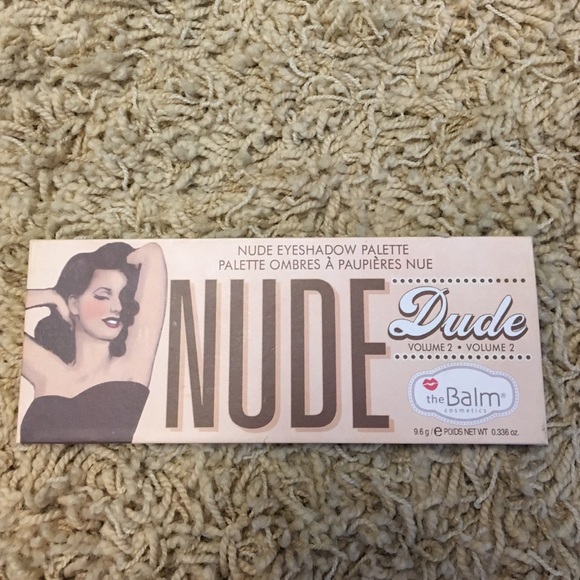 NUDE EYESHADOW PALETTE
PALETTE OMBRES À PAUPIÈRES NUE
NUDE
Dude
VOLUME 2 • VOLUME 2
theBalm®
cosmetics
9.6 g / ℮ POIDS NET WT 0.336 oz.